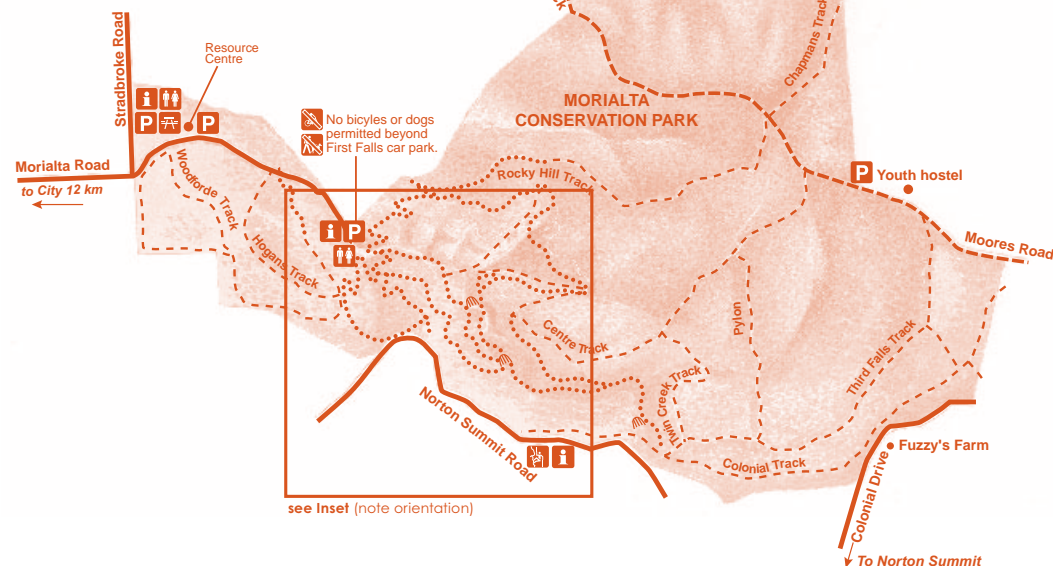 Stradbroke Road
Resource
Centre
P
P
Morialta Road
to City 12 km
Woodforde Track
Hogans Track
No bicyles or dogs
permitted beyond
First Falls car park.
i
i
P
MORIALTA
CONSERVATION PARK
Chapmans Track
Rocky Hill Track
P
Youth hostel
Moores Road
Centre Track
Pylon
Third Falls Track
Twin Creek Track
Colonial Track
Norton Summit Road
i
Fuzzy's Farm
Colonial Drive
To Norton Summit
see Inset (note orientation)